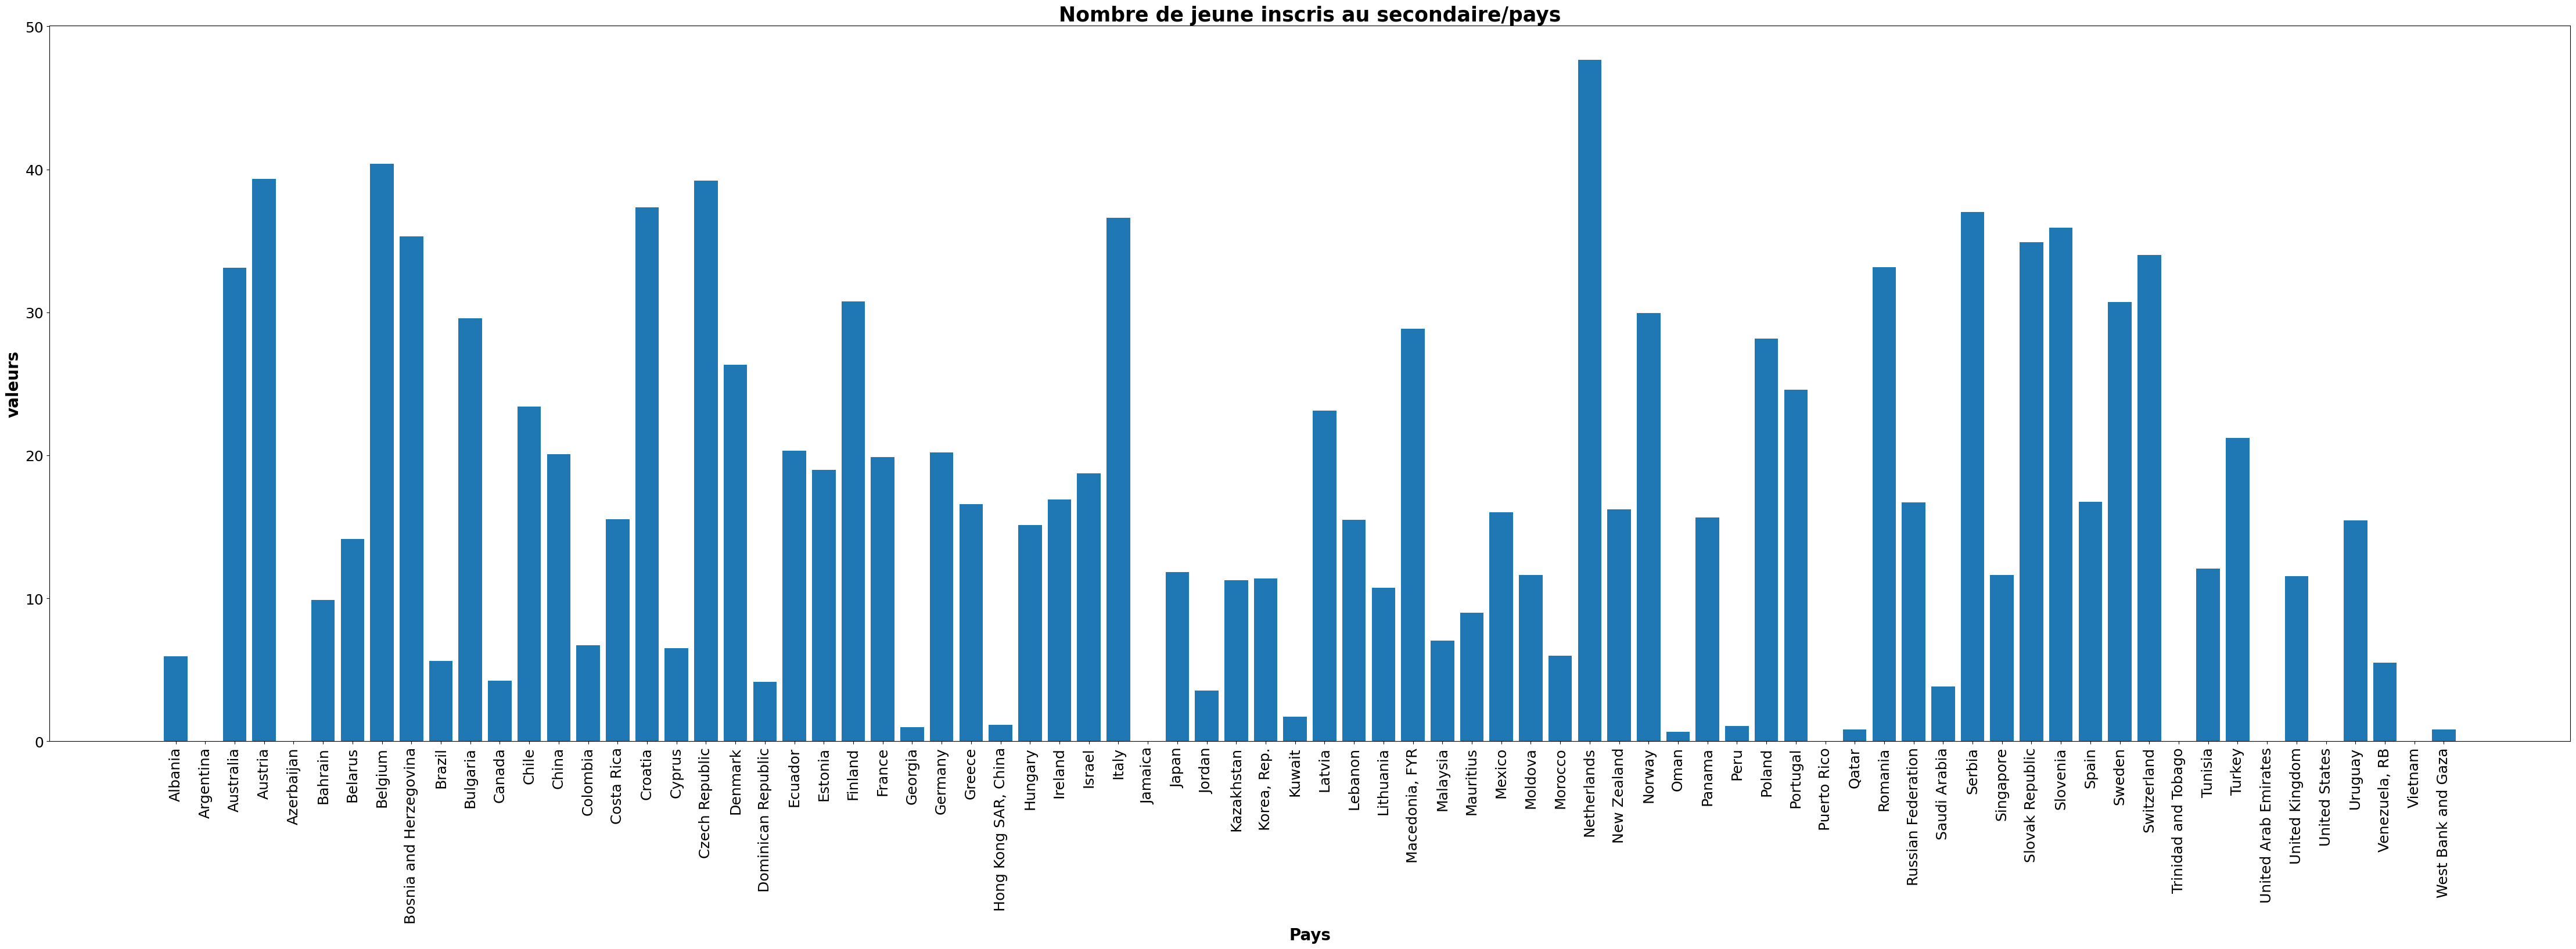 Nombre de jeune inscris au secondaire/pays
50
40
30
20
10
0
valeurs
Albania
Argentina
Australia
Austria
Azerbaijan
Bahrain
Belarus
Belgium
Bosnia and Herzegovina
Brazil
Bulgaria
Canada
Chile
China
Colombia
Costa Rica
Croatia
Cyprus
Czech Republic
Denmark
Dominican Republic
Ecuador
Estonia
Finland
France
Georgia
Germany
Greece
Hong Kong SAR, China
Hungary
Ireland
Israel
Italy
Jamaica
Japan
Jordan
Kazakhstan
Korea, Rep.
Kuwait
Latvia
Lebanon
Lithuania
Macedonia, FYR
Malaysia
Mauritius
Mexico
Moldova
Morocco
Netherlands
New Zealand
Norway
Oman
Panama
Peru
Poland
Portugal
Puerto Rico
Qatar
Romania
Russian Federation
Saudi Arabia
Serbia
Singapore
Slovak Republic
Slovenia
Spain
Sweden
Switzerland
Trinidad and Tobago
Tunisia
Turkey
United Arab Emirates
United Kingdom
United States
Uruguay
Venezuela, RB
Vietnam
West Bank and Gaza
Pays